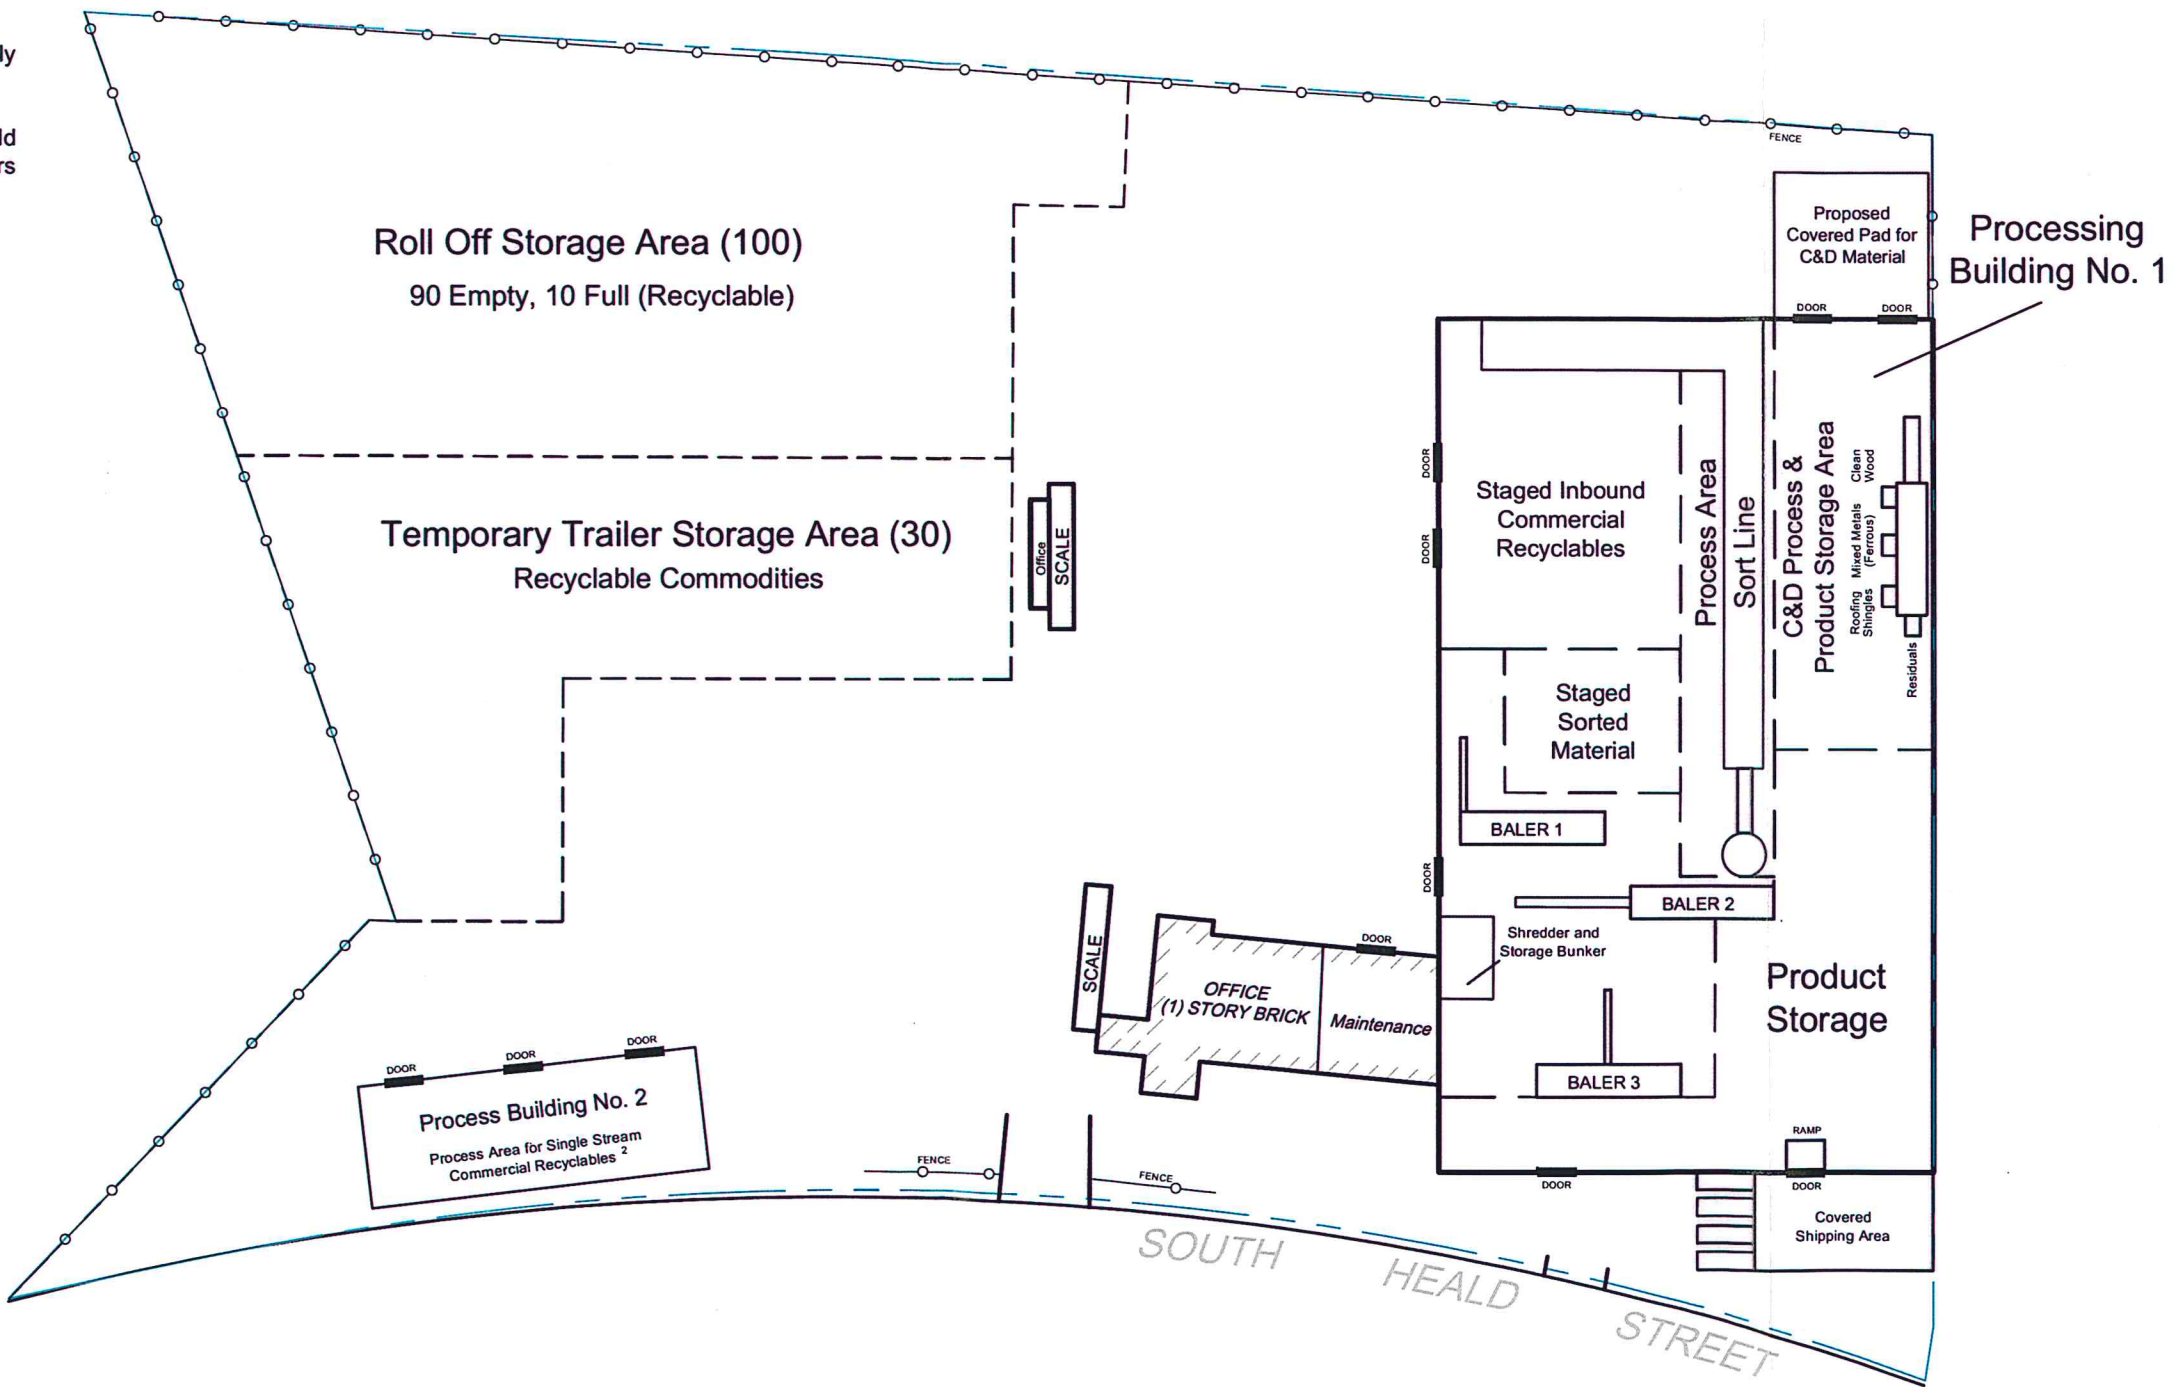 ly
ld
rs
FENCE
Roll Off Storage Area (100)
90 Empty, 10 Full (Recyclable)
Proposed
Covered Pad for
C&D Material
Processing
Building No. 1
DOOR
DOOR
Temporary Trailer Storage Area (30)
Recyclable Commodities
Office
SCALE
DOOR
DOOR
Staged Inbound
Commercial
Recyclables
Process Area
Sort Line
C&D Process &
Product Storage Area
Clean
Wood
Mixed Metals
(Ferrous)
Roofing
Shingles
Residuals
Staged
Sorted
Material
BALER 1
DOOR
BALER 2
Shredder and
Storage Bunker
Product
Storage
SCALE
DOOR
OFFICE
(1) STORY BRICK
Maintenance
BALER 3
DOOR
DOOR
DOOR
Process Building No. 2
Process Area for Single Stream
Commercial Recyclables 2
FENCE
FENCE
RAMP
DOOR
DOOR
Covered
Shipping Area
SOUTH HEALD STREET